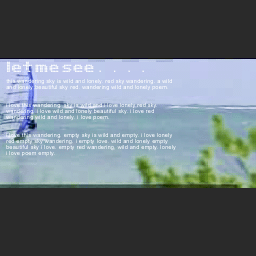 letmesee. . . .
this wandering sky is wild and lonely. red sky wandering. a wild
and lonely beautiful sky red. wandering wild and lonely poem.
i love this wandering. sky is wild and i love lonely red sky
wandering. i love wild and lonely beautiful sky. i love red
wandering wild and lonely. i love poem.
i love this wandering. empty sky is wild and empty. i love lonely
red empty sky wandering. i empty love. wild and lonely empty
beautiful sky i love. empty red wandering, wild and empty. lonely
i love poem empty.